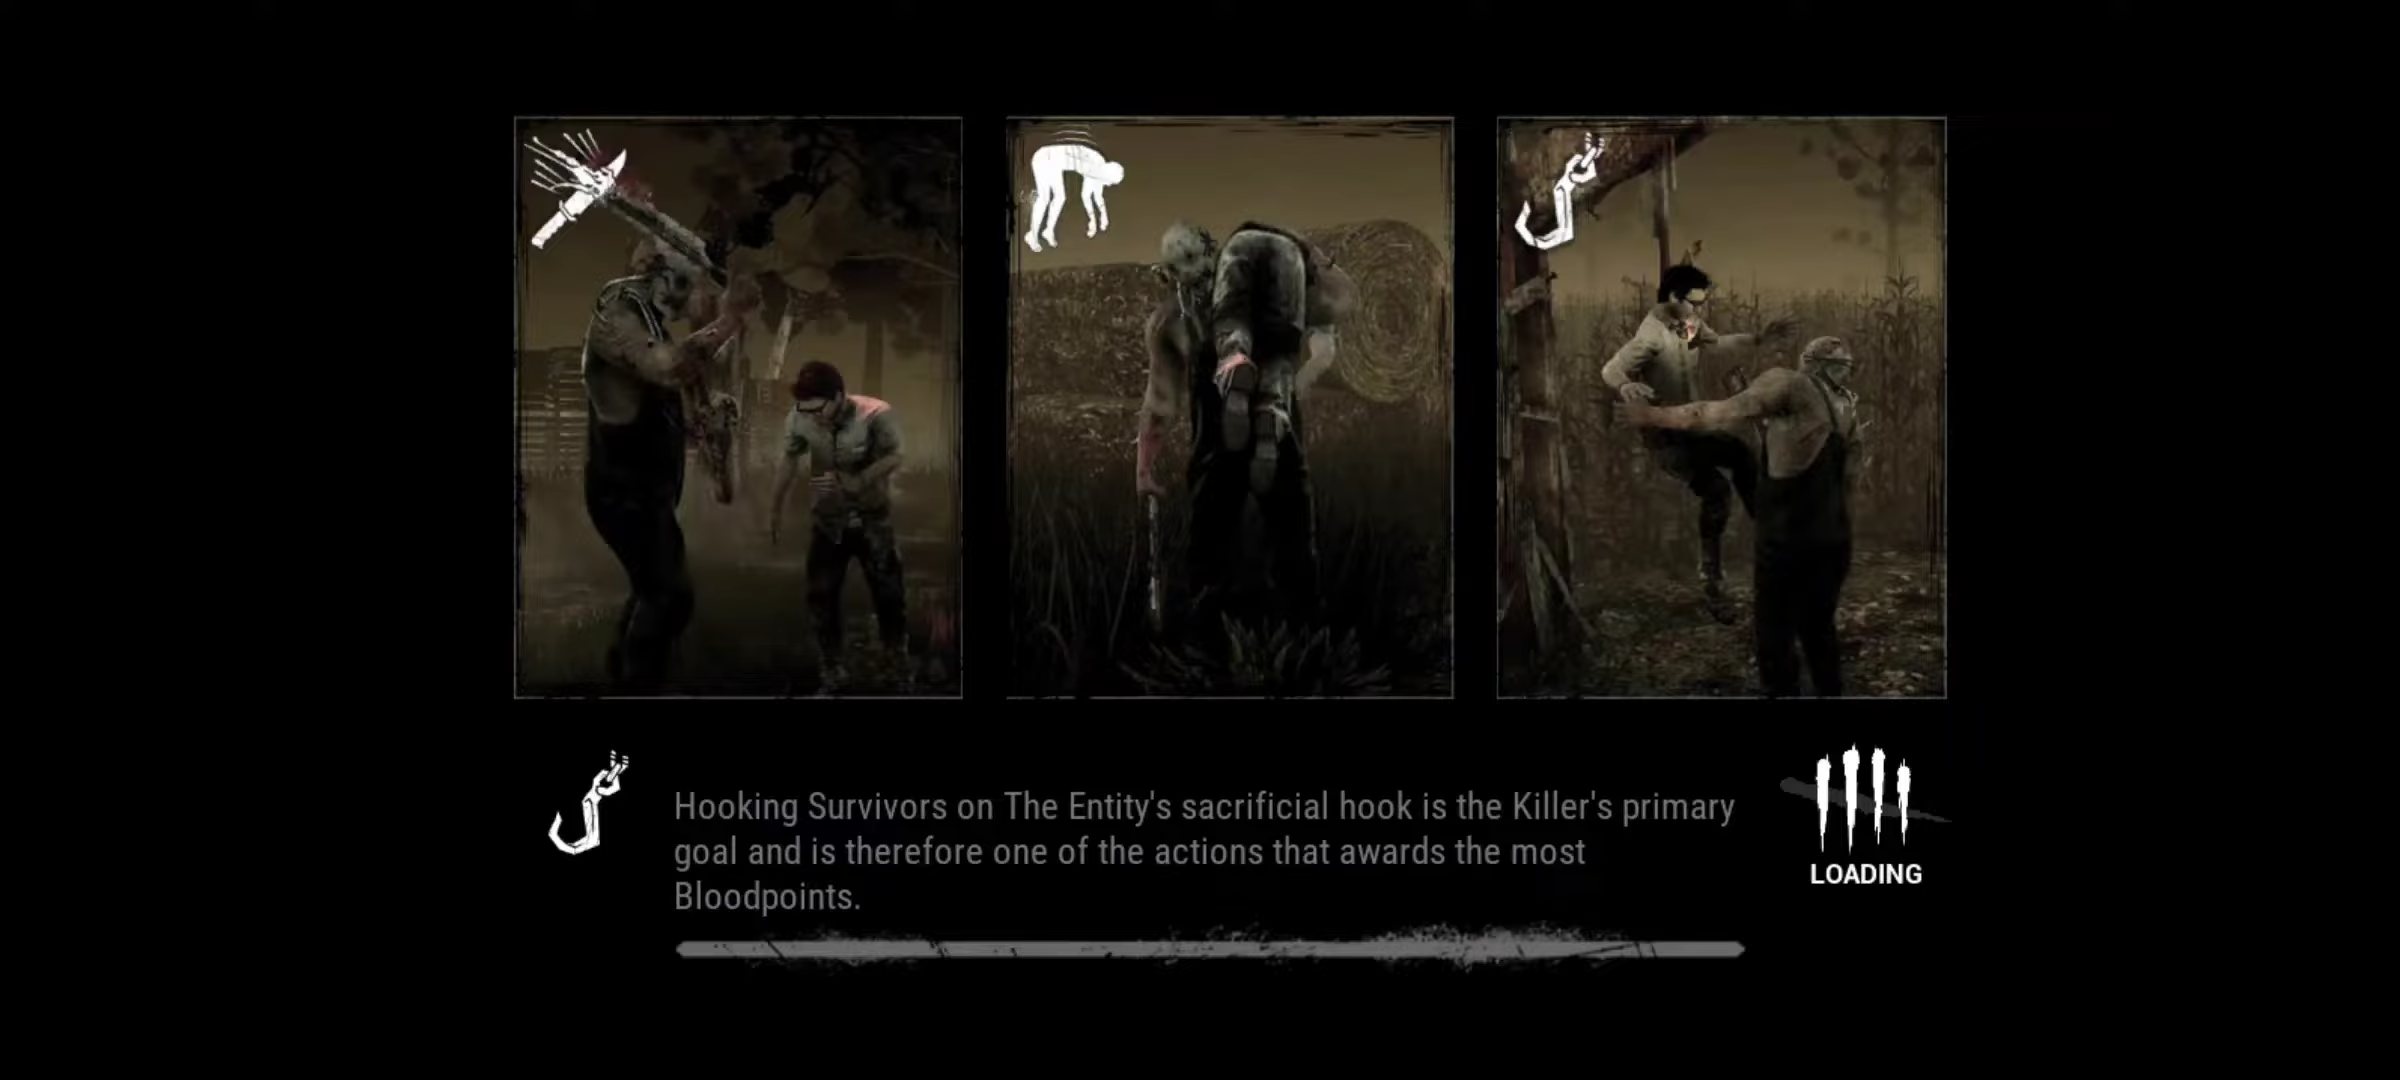 Hooking Survivors on The Entity's sacrificial hook is the Killer's primary
goal and is therefore one of the actions that awards the most
Bloodpoints.
LOADING